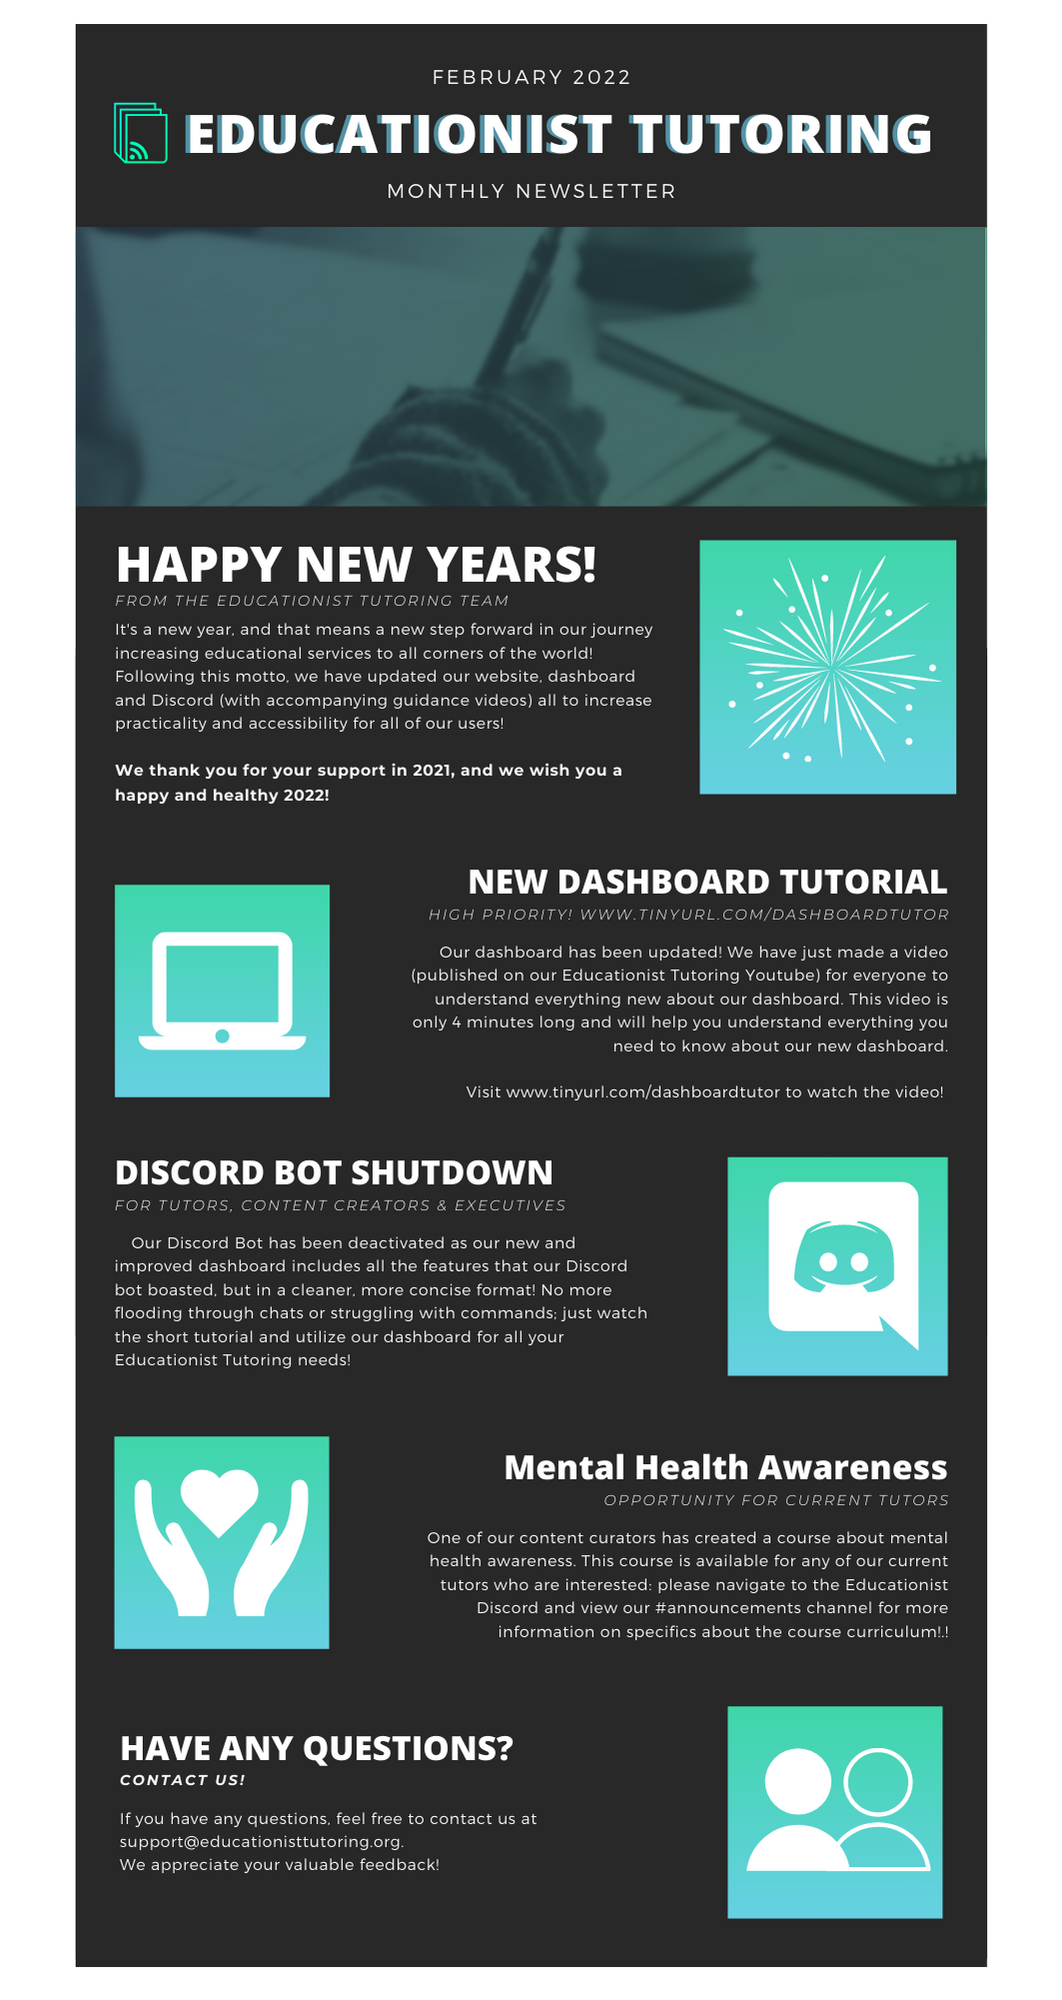 FEBRUARY 2022
EDUCATIONIST TUTORING
MONTHLY NEWSLETTER
HAPPY NEW YEARS!
FROM THE EDUCATIONIST TUTORING TEAM
It's a new year, and that means a new step forward in our journey
increasing educational services to all corners of the world!
Following this motto, we have updated our website, dashboard
and Discord (with accompanying guidance videos) all to increase
practicality and accessibility for all of our users!
We thank you for your support in 2021, and we wish you a
happy and healthy 2022!
NEW DASHBOARD TUTORIAL
HIGH PRIORITY! WWW.TINYURL.COM/DASHBOARDTUTOR
Our dashboard has been updated! We have just made a video
(published on our Educationist Tutoring Youtube) for everyone to
understand everything new about our dashboard. This video is
only 4 minutes long and will help you understand everything you
need to know about our new dashboard.
Visit www.tinyurl.com/dashboardtutor to watch the video!
DISCORD BOT SHUTDOWN
FOR TUTORS, CONTENT CREATORS & EXECUTIVES
Our Discord Bot has been deactivated as our new and
improved dashboard includes all the features that our Discord
bot boasted, but in a cleaner, more concise format! No more
flooding through chats or struggling with commands; just watch
the short tutorial and utilize our dashboard for all your
Educationist Tutoring needs!
Mental Health Awareness
OPPORTUNITY FOR CURRENT TUTORS
One of our content curators has created a course about mental
health awareness. This course is available for any of our current
tutors who are interested: please navigate to the Educationist
Discord and view our #announcements channel for more
information on specifics about the course curriculum!.!
HAVE ANY QUESTIONS?
CONTACT US!
If you have any questions, feel free to contact us at
support@educationisttutoring.org.
We appreciate your valuable feedback!